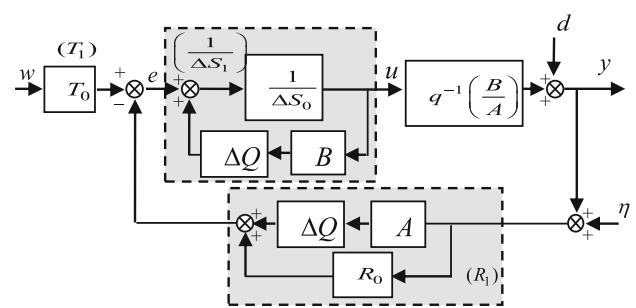 (T₁)
w
T₀
+
−
e
(1/ΔS₁)
+
+
1/ΔS₀
u
q⁻¹(B/A)
d
+
+
y
ΔQ
B
+
+
ΔQ
A
+
+
η
R₀
(R₁)